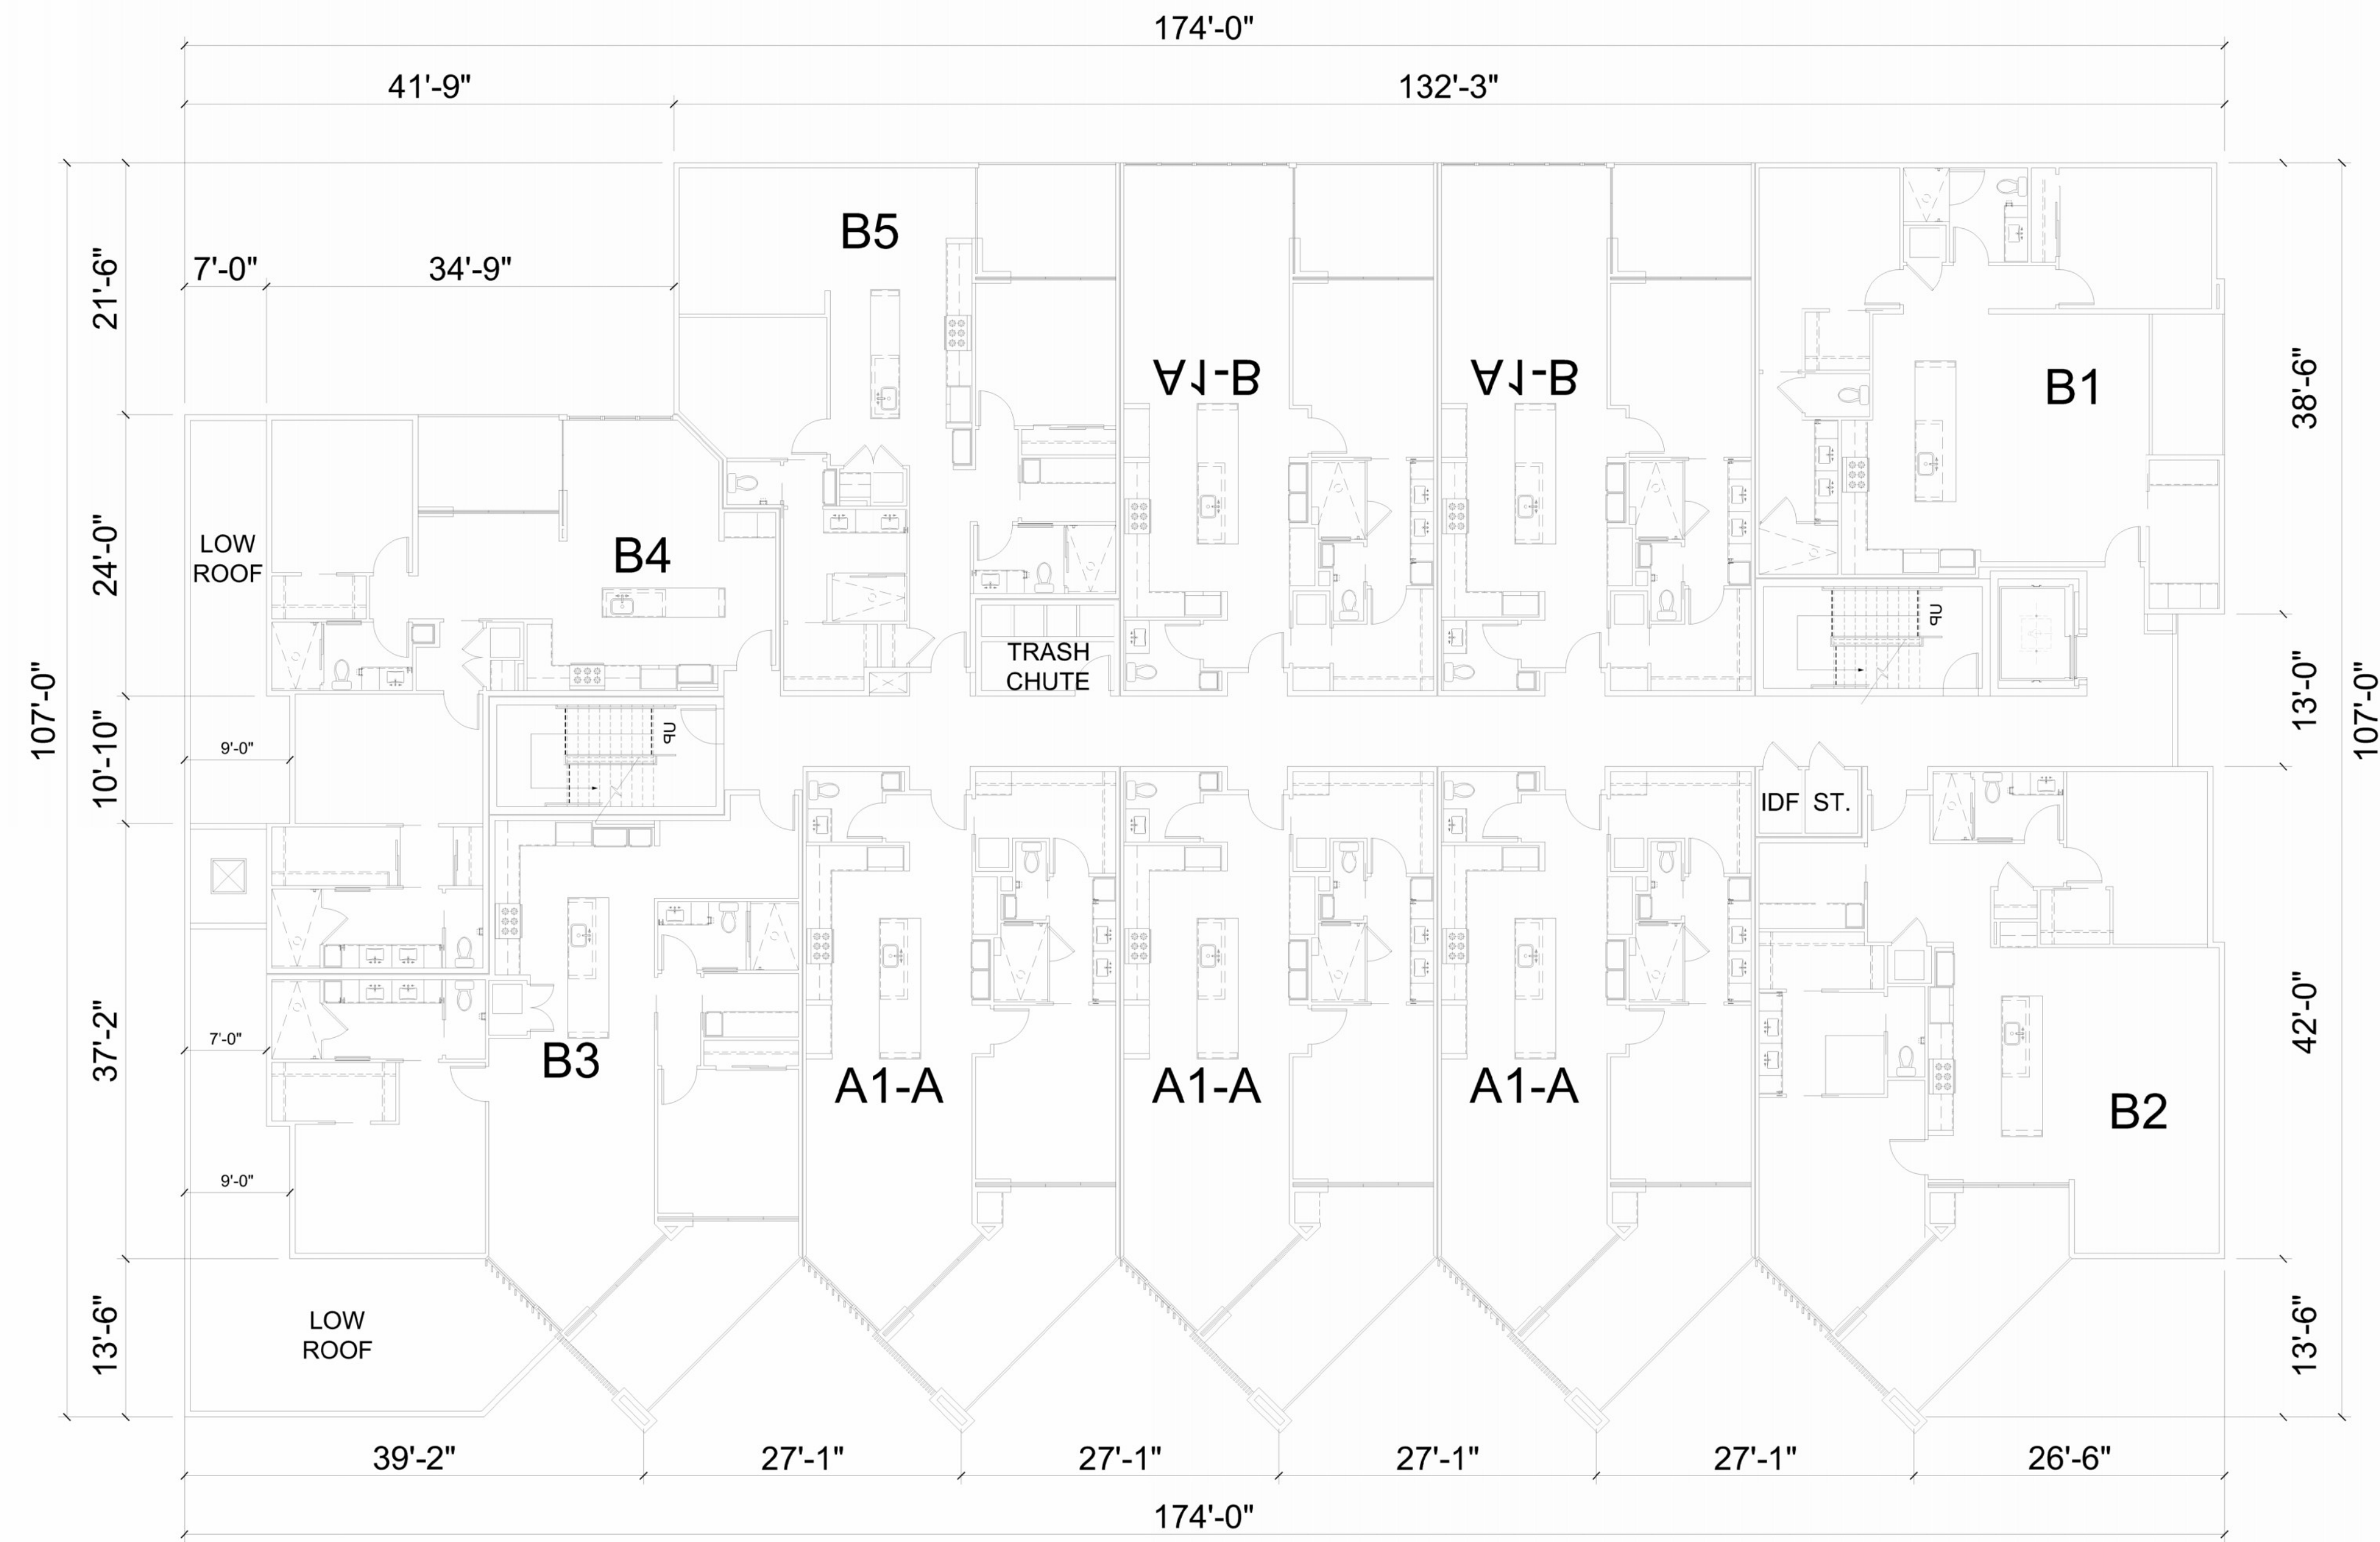 174'-0"
41'-9"
132'-3"
7'-0"
34'-9"
B5
A1-B
A1-B
B1
21'-6"
38'-6"
LOW
ROOF
B4
24'-0"
UP
TRASH
CHUTE
13'-0"
107'-0"
107'-0"
UP
9'-0"
10'-10"
IDF
ST.
7'-0"
37'-2"
42'-0"
B3
A1-A
A1-A
A1-A
B2
9'-0"
LOW
ROOF
13'-6"
13'-6"
39'-2"
27'-1"
27'-1"
27'-1"
27'-1"
26'-6"
174'-0"